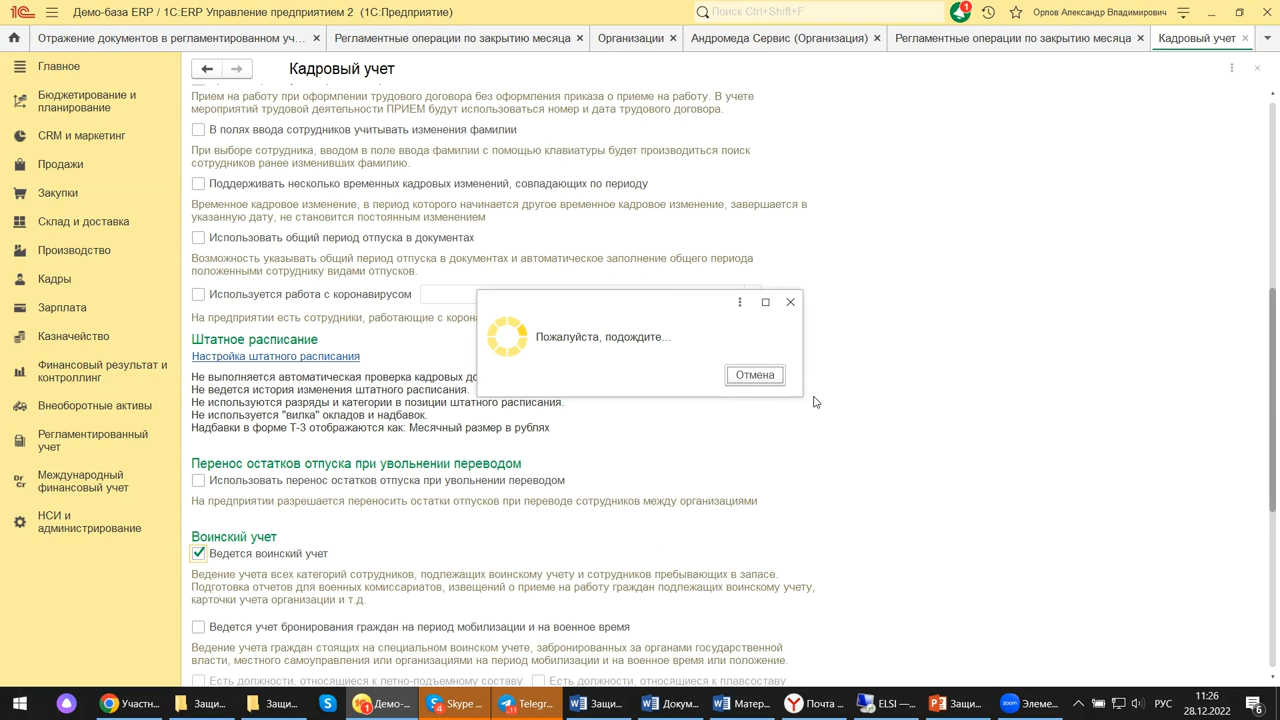 Демо-база ERP / 1С:ERP Управление предприятием 2 (1С:Предприятие)
Поиск Ctrl+Shift+F
1
Орлов Александр Владимирович
Отражение документов в регламентированном уч...
Регламентные операции по закрытию месяца
Организации
Андромеда Сервис (Организация)
Регламентные операции по закрытию месяца
Кадровый учет
Главное
Бюджетирование и
планирование
CRM и маркетинг
Продажи
Закупки
Склад и доставка
Производство
Кадры
Зарплата
Казначейство
Финансовый результат и
контроллинг
Внеоборотные активы
Регламентированный
учет
Международный
финансовый учет
НСИ и
администрирование
Кадровый учет
Прием на работу при оформлении трудового договора без оформления приказа о приеме на работу. В учете
мероприятий трудовой деятельности ПРИЕМ будут использоваться номер и дата трудового договора.
В полях ввода сотрудников учитывать изменения фамилии
При выборе сотрудника, вводом в поле ввода фамилии с помощью клавиатуры будет производиться поиск
сотрудников ранее изменивших фамилию.
Поддерживать несколько временных кадровых изменений, совпадающих по периоду
Временное кадровое изменение, в период которого начинается другое временное кадровое изменение, завершается в
указанную дату, не становится постоянным изменением
Использовать общий период отпуска в документах
Возможность указывать общий период отпуска в документах и автоматическое заполнение общего периода
положенными сотруднику видами отпусков.
Используется работа с коронавирусом
На предприятии есть сотрудники, работающие с корон
Пожалуйста, подождите...
Отмена
Штатное расписание
Настройка штатного расписания
Не выполняется автоматическая проверка кадровых до
Не ведется история изменения штатного расписания.
Не используются разряды и категории в позиции штатного расписания.
Не используется "вилка" окладов и надбавок.
Надбавки в форме Т-3 отображаются как: Месячный размер в рублях
Перенос остатков отпуска при увольнении переводом
Использовать перенос остатков отпуска при увольнении переводом
На предприятии разрешается переносить остатки отпусков при переводе сотрудников между организациями
Воинский учет
Ведется воинский учет
Ведение учета всех категорий сотрудников, подлежащих воинскому учету и сотрудников пребывающих в запасе.
Подготовка отчетов для военных комиссариатов, извещений о приеме на работу граждан подлежащих воинскому учету,
карточки учета организации и т.д.
Ведется учет бронирования граждан на период мобилизации и на военное время
Ведение учета граждан стоящих на специальном воинском учете, забронированных за органами государственной
власти, местного самоуправления или организациями на период мобилизации и на военное время или положение.
Есть должности, относящиеся к летно-подъемному составу
Есть должности, относящиеся к плавсоставу
Участн...
Защи...
Защи...
Демо-...
Skype ...
Telegr...
Защи...
Докум...
Матер...
Почта ...
ELSI —...
Защи...
Элеме...
РУС
11:26
28.12.2022
6